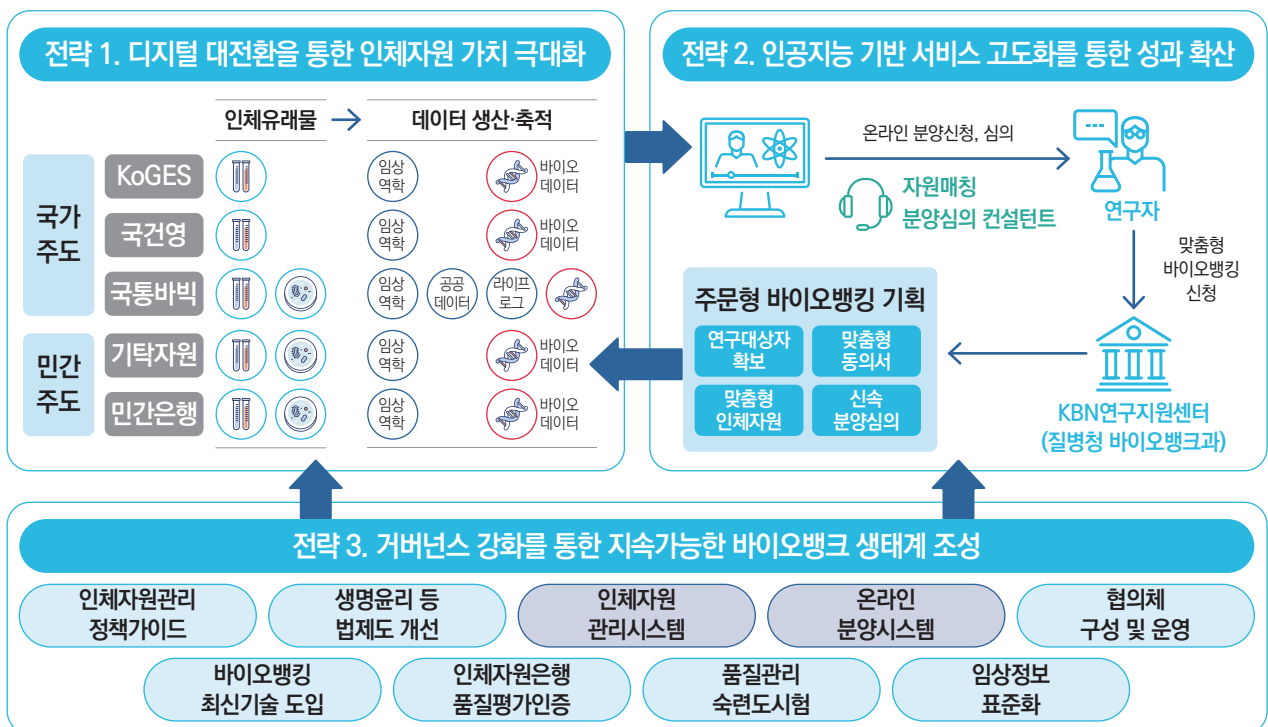 전략 1. 디지털 대전환을 통한 인체자원 가치 극대화
인체유래물
데이터 생산·축적
국가
주도
KoGES
임상
역학
바이오
데이터
국건영
임상
역학
바이오
데이터
국통바빅
임상
역학
공공
데이터
라이프
로그
민간
주도
기탁자원
임상
역학
바이오
데이터
민간은행
임상
역학
바이오
데이터
전략 2. 인공지능 기반 서비스 고도화를 통한 성과 확산
온라인 분양신청, 심의
자원매칭
분양심의 컨설턴트
연구자
맞춤형
바이오뱅킹
신청
KBN연구지원센터
(질병청 바이오뱅크과)
주문형 바이오뱅킹 기획
연구대상자
확보
맞춤형
동의서
맞춤형
인체자원
신속
분양심의
전략 3. 거버넌스 강화를 통한 지속가능한 바이오뱅크 생태계 조성
인체자원관리
정책가이드
생명윤리 등
법제도 개선
인체자원
관리시스템
온라인
분양시스템
협의체
구성 및 운영
바이오뱅킹
최신기술 도입
인체자원은행
품질평가인증
품질관리
숙련도시험
임상정보
표준화